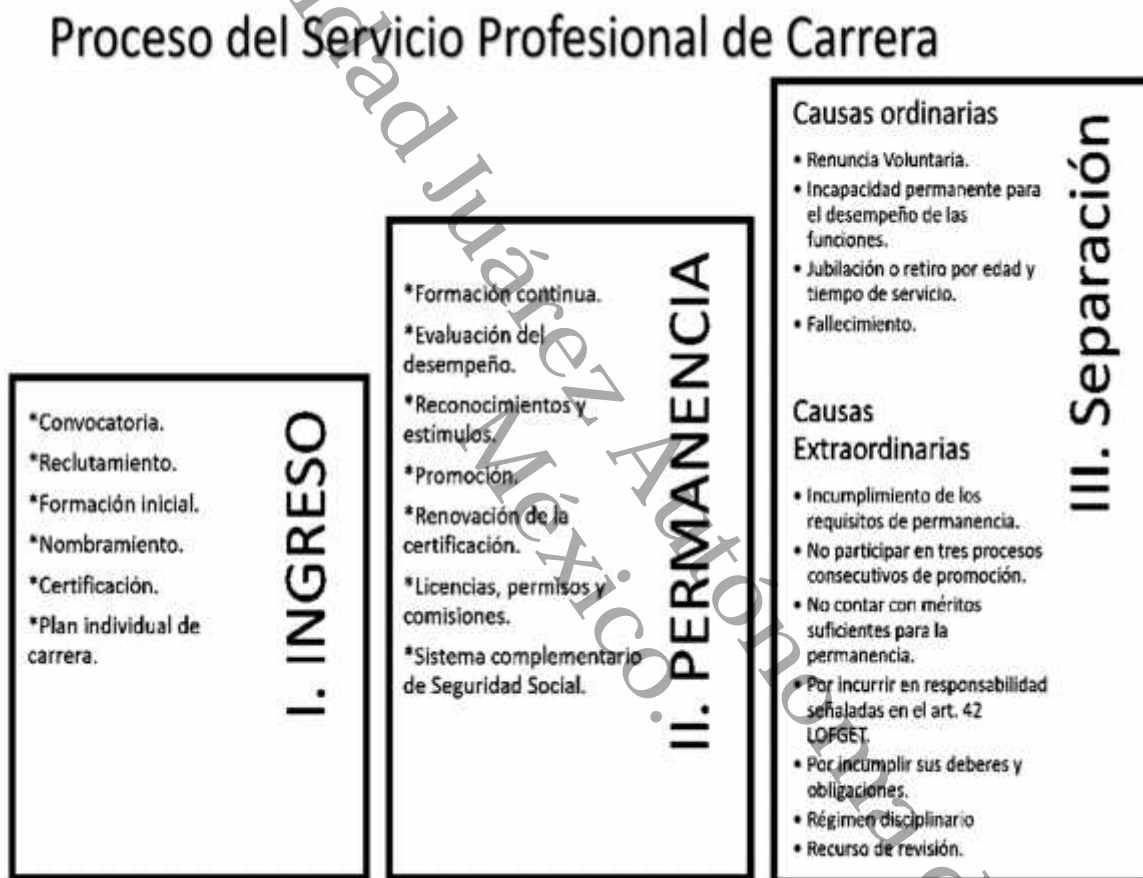 Proceso del Servicio Profesional de Carrera
*Convocatoria.
*Reclutamiento.
*Formación inicial.
*Nombramiento.
*Certificación.
*Plan individual de
carrera.
I. INGRESO
*Formación continua.
*Evaluación del
desempeño.
*Reconocimientos y
estimulos.
*Promoción.
*Renovación de la
certificación.
*Licencias, permisos y
comisiones.
*Sistema complementario
de Seguridad Social.
II. PERMANENCIA
Causas ordinarias
• Renuncia Voluntaria.
• Incapacidad permanente para
el desempeño de las
funciones.
• Jubilación o retiro por edad y
tiempo de servicio.
• Fallecimiento.
Causas
Extraordinarias
• Incumplimiento de los
requisitos de permanencia.
• No participar en tres procesos
consecutivos de promoción.
• No contar con méritos
suficientes para la
permanencia.
• Por incurrir en responsabilidad
señaladas en el art. 42
LOFGET.
• Por incumplir sus deberes y
obligaciones.
• Régimen disciplinario
• Recurso de revisión.
III. Separación
Juárez Autónoma
México.